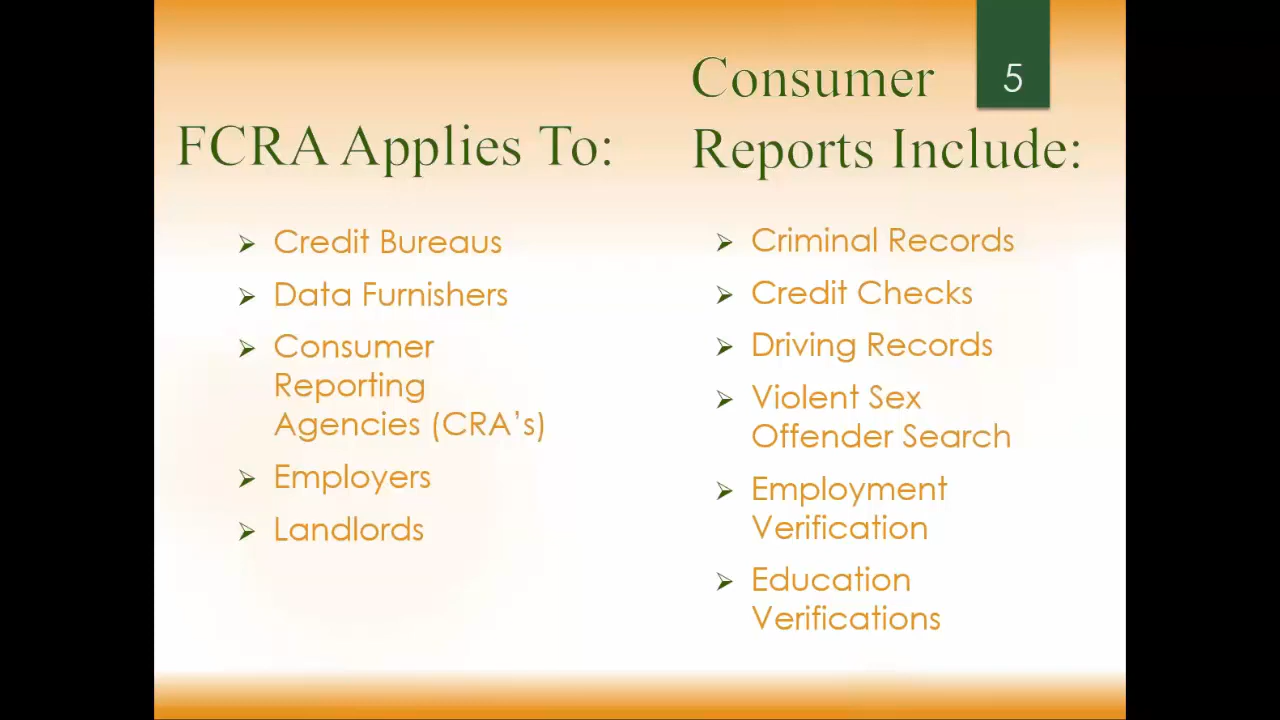 FCRA Applies To:
Credit Bureaus
Data Furnishers
Consumer
Reporting
Agencies (CRA's)
Employers
Landlords
Consumer
Reports Include:
5
Criminal Records
Credit Checks
Driving Records
Violent Sex
Offender Search
Employment
Verification
Education
Verifications